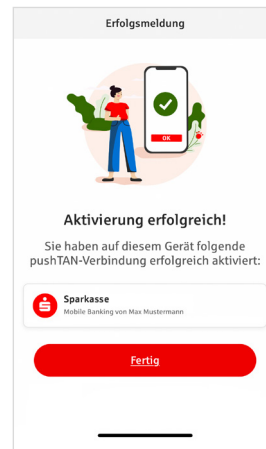 Erfolgsmeldung
OK
Aktivierung erfolgreich!
Sie haben auf diesem Gerät folgende
pushTAN-Verbindung erfolgreich aktiviert:
Sparkasse
Mobile Banking von Max Mustermann
Fertig